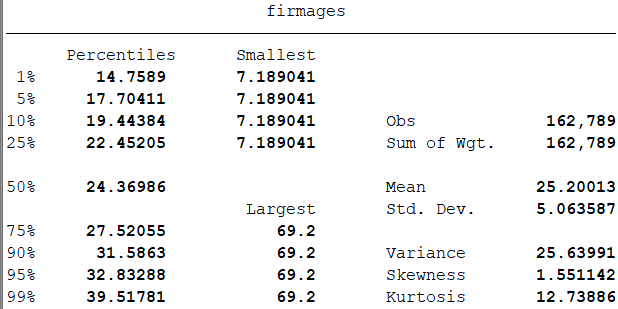 firmages
Percentiles Smallest
1% 14.7589 7.189041
5% 17.70411 7.189041
10% 19.44384 7.189041 Obs 162,789
25% 22.45205 7.189041 Sum of Wgt. 162,789
50% 24.36986 Mean 25.20013
Largest Std. Dev. 5.063587
75% 27.52055 69.2
90% 31.5863 69.2 Variance 25.63991
95% 32.83288 69.2 Skewness 1.551142
99% 39.51781 69.2 Kurtosis 12.73886